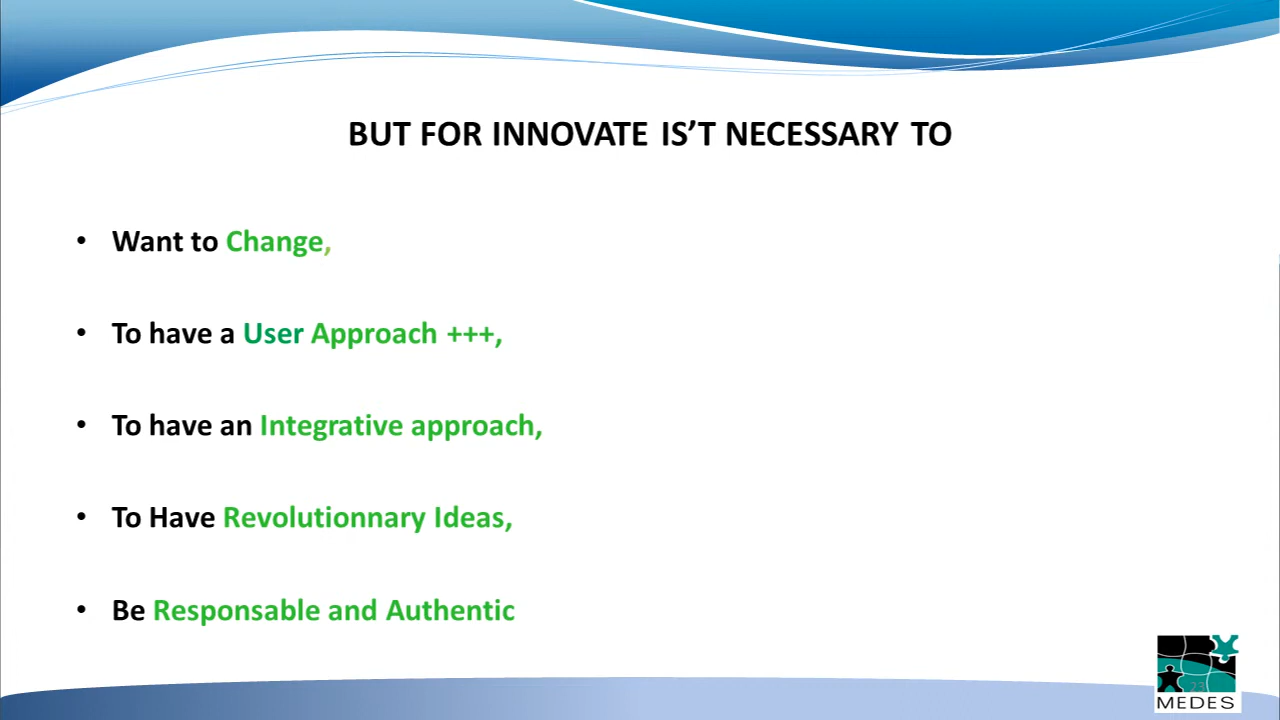 BUT FOR INNOVATE IS’T NECESSARY TO
• Want to Change,
• To have a User Approach +++,
• To have an Integrative approach,
• To Have Revolutionnary Ideas,
• Be Responsable and Authentic
23
MEDES